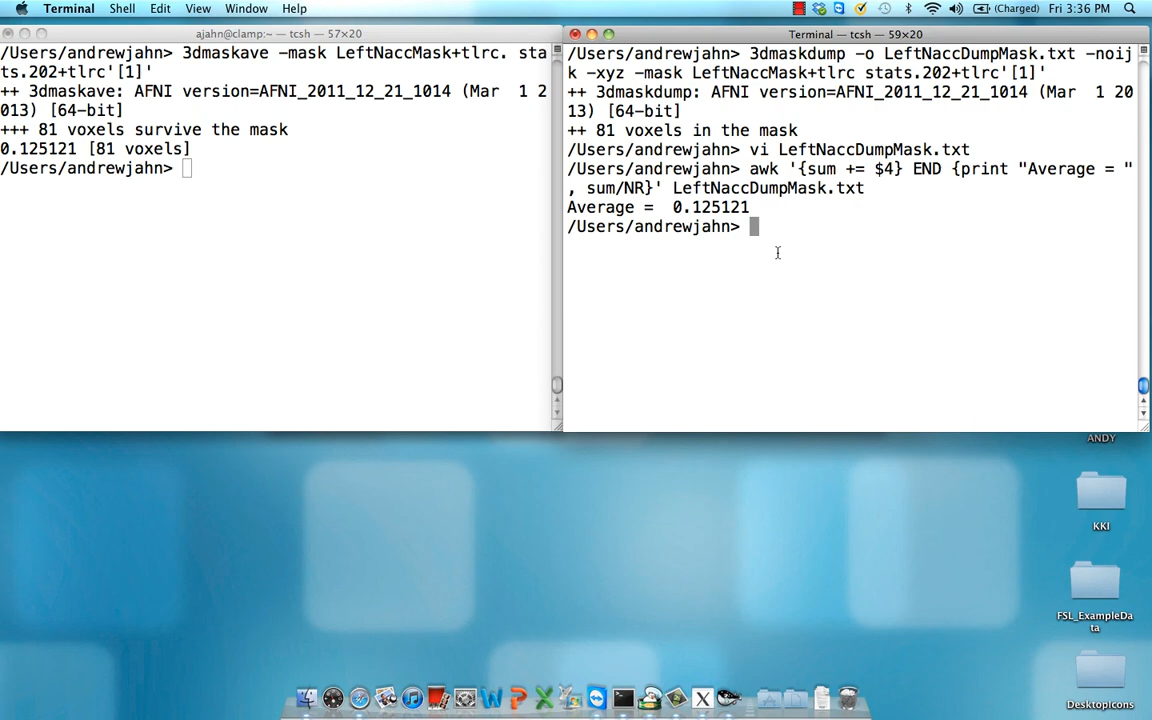 Terminal Shell Edit View Window Help (Charged) Fri 3:36 PM
ajahn@clamp:~ — tcsh — 57×20
/Users/andrewjahn> 3dmaskave -mask LeftNaccMask+tlrc. sta
ts.202+tlrc'[1]'
++ 3dmaskave: AFNI version=AFNI_2011_12_21_1014 (Mar  1 2
013) [64-bit]
+++ 81 voxels survive the mask
0.125121 [81 voxels]
/Users/andrewjahn>
Terminal — tcsh — 59×20
/Users/andrewjahn> 3dmaskdump -o LeftNaccDumpMask.txt -noij
k -xyz -mask LeftNaccMask+tlrc stats.202+tlrc'[1]'
++ 3dmaskdump: AFNI version=AFNI_2011_12_21_1014 (Mar  1 20
13) [64-bit]
++ 81 voxels in the mask
/Users/andrewjahn> vi LeftNaccDumpMask.txt
/Users/andrewjahn> awk '{sum += $4} END {print "Average = "
, sum/NR}' LeftNaccDumpMask.txt
Average =  0.125121
/Users/andrewjahn>
ANDY
KKI
FSL_ExampleDa
ta
DesktopIcons